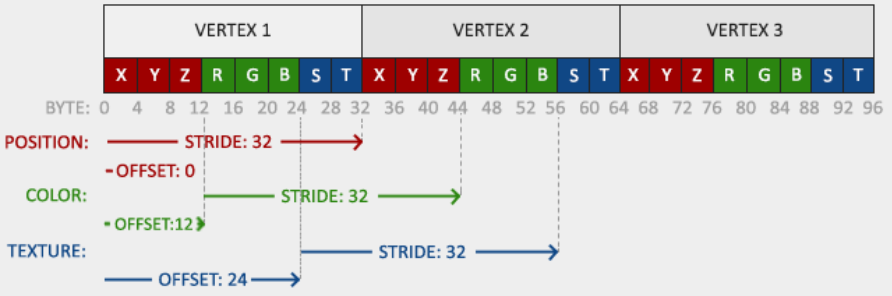 VERTEX 1 VERTEX 2 VERTEX 3
X Y Z R G B S T X Y Z R G B S T X Y Z R G B S T
BYTE: 0 4 8 12 16 20 24 28 32 36 40 44 48 52 56 60 64 68 72 76 80 84 88 92 96
POSITION: STRIDE: 32
OFFSET: 0
COLOR: STRIDE: 32
OFFSET:12
TEXTURE: STRIDE: 32
OFFSET: 24